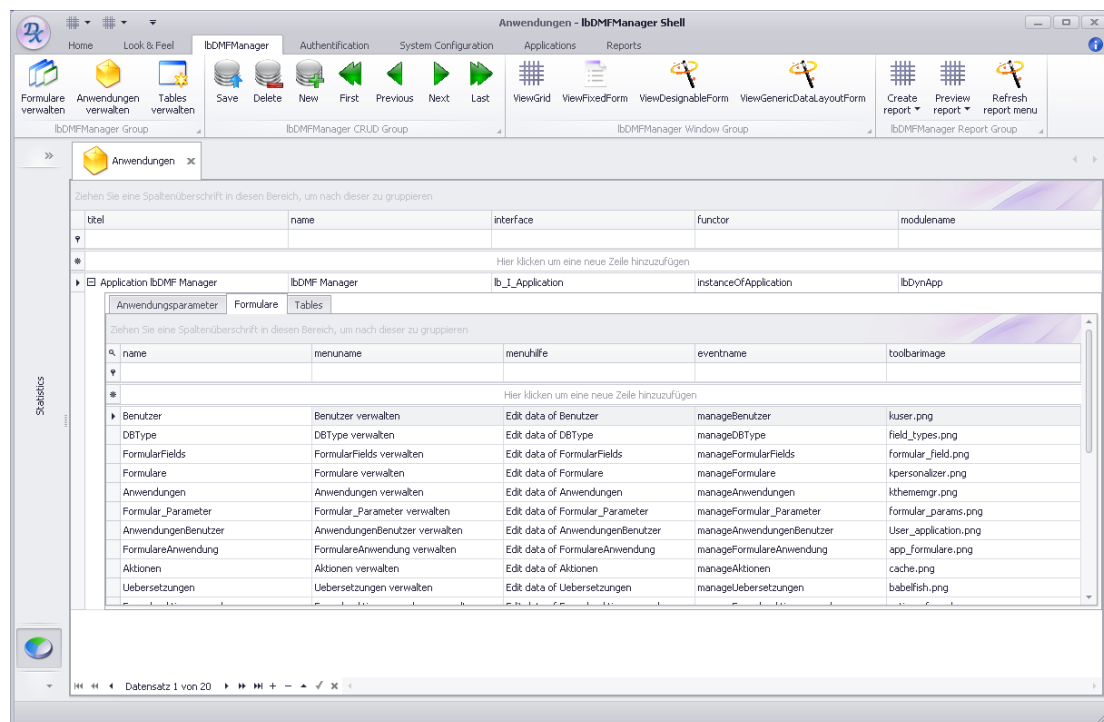 Anwendungen - lbDMFManager Shell
Home Look & Feel lbDMFManager Authentification System Configuration Applications Reports
Formulare verwalten Anwendungen verwalten Tables verwalten Save Delete New First Previous Next Last ViewGrid ViewFixedForm ViewDesignableForm ViewGenericDataLayoutForm Create report Preview report Refresh report menu
lbDMFManager Group lbDMFManager CRUD Group lbDMFManager Window Group lbDMFManager Report Group
Anwendungen
Ziehen Sie eine Spaltenüberschrift in diesen Bereich, um nach dieser zu gruppieren
titel name interface functor modulename
Hier klicken um eine neue Zeile hinzuzufügen
Application lbDMF Manager lbDMF Manager lb_I_Application instanceOfApplication lbDynApp
Anwendungsparameter Formulare Tables
Ziehen Sie eine Spaltenüberschrift in diesen Bereich, um nach dieser zu gruppieren
name menuname menuhilfe eventname toolbarimage
Hier klicken um eine neue Zeile hinzuzufügen
Benutzer Benutzer verwalten Edit data of Benutzer manageBenutzer kuser.png
DBType DBType verwalten Edit data of DBType manageDBType field_types.png
FormularFields FormularFields verwalten Edit data of FormularFields manageFormularFields formular_field.png
Formulare Formulare verwalten Edit data of Formulare manageFormulare kpersonalizer.png
Anwendungen Anwendungen verwalten Edit data of Anwendungen manageAnwendungen kthememgr.png
Formular_Parameter Formular_Parameter verwalten Edit data of Formular_Parameter manageFormular_Parameter formular_params.png
AnwendungenBenutzer AnwendungenBenutzer verwalten Edit data of AnwendungenBenutzer manageAnwendungenBenutzer User_application.png
FormulareAnwendung FormulareAnwendung verwalten Edit data of FormulareAnwendung manageFormulareAnwendung app_formulare.png
Aktionen Aktionen verwalten Edit data of Aktionen manageAktionen cache.png
Uebersetzungen Uebersetzungen verwalten Edit data of Uebersetzungen manageUebersetzungen babelfish.png
Statistics
Datensatz 1 von 20